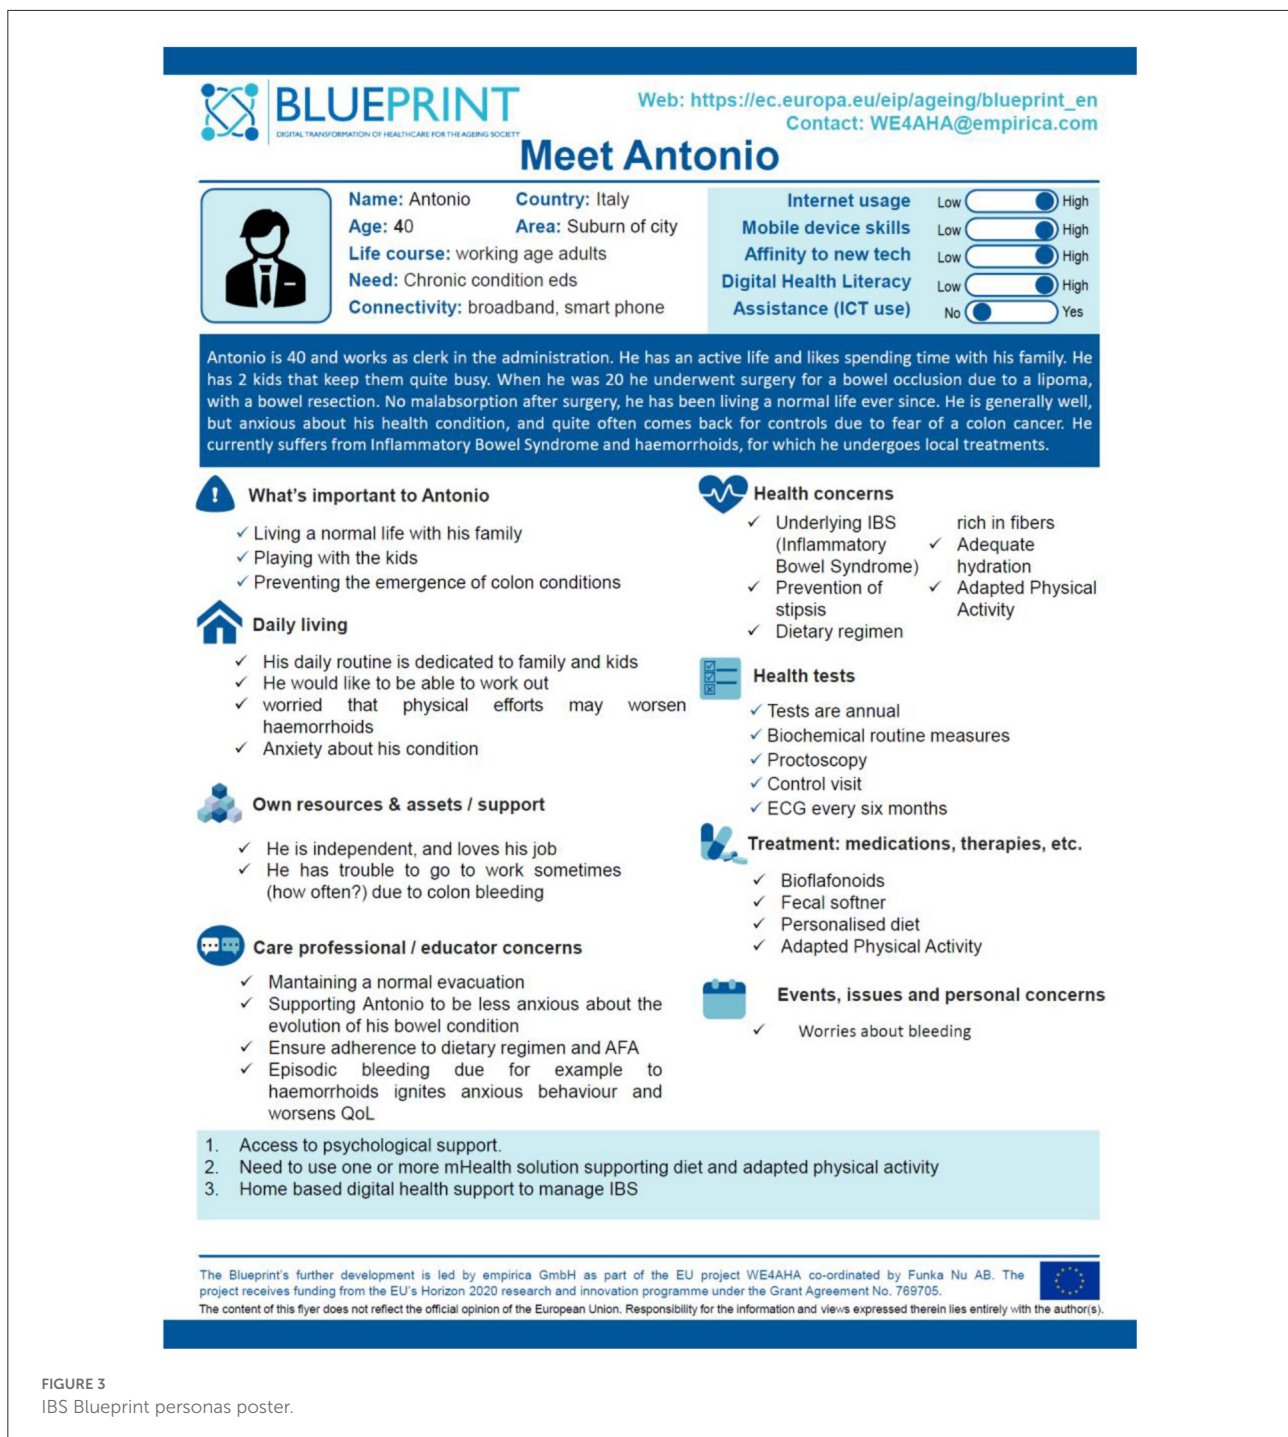 BLUEPRINT
DIGITAL TRANSFORMATION OF HEALTHCARE FOR THE AGEING SOCIETY
Web: https://ec.europa.eu/eip/ageing/blueprint_en
Contact: WE4AHA@empirica.com
Meet Antonio
Name: Antonio Country: Italy
Age: 40 Area: Suburn of city
Life course: working age adults
Need: Chronic condition eds
Connectivity: broadband, smart phone
Internet usage Low High
Mobile device skills Low High
Affinity to new tech Low High
Digital Health Literacy Low High
Assistance (ICT use) No Yes
Antonio is 40 and works as clerk in the administration. He has an active life and likes spending time with his family. He
has 2 kids that keep them quite busy. When he was 20 he underwent surgery for a bowel occlusion due to a lipoma,
with a bowel resection. No malabsorption after surgery, he has been living a normal life ever since. He is generally well,
but anxious about his health condition, and quite often comes back for controls due to fear of a colon cancer. He
currently suffers from Inflammatory Bowel Syndrome and haemorrhoids, for which he undergoes local treatments.
What's important to Antonio
✓ Living a normal life with his family
✓ Playing with the kids
✓ Preventing the emergence of colon conditions
Daily living
✓ His daily routine is dedicated to family and kids
✓ He would like to be able to work out
✓ worried that physical efforts may worsen
haemorrhoids
✓ Anxiety about his condition
Own resources & assets / support
✓ He is independent, and loves his job
✓ He has trouble to go to work sometimes
(how often?) due to colon bleeding
Care professional / educator concerns
✓ Mantaining a normal evacuation
✓ Supporting Antonio to be less anxious about the
evolution of his bowel condition
✓ Ensure adherence to dietary regimen and AFA
✓ Episodic bleeding due for example to
haemorrhoids ignites anxious behaviour and
worsens QoL
Health concerns
✓ Underlying IBS
(Inflammatory
Bowel Syndrome)
✓ Prevention of
stipsis
✓ Dietary regimen
rich in fibers
✓ Adequate
hydration
✓ Adapted Physical
Activity
Health tests
✓ Tests are annual
✓ Biochemical routine measures
✓ Proctoscopy
✓ Control visit
✓ ECG every six months
Treatment: medications, therapies, etc.
✓ Bioflafonoids
✓ Fecal softner
✓ Personalised diet
✓ Adapted Physical Activity
Events, issues and personal concerns
✓ Worries about bleeding
1. Access to psychological support.
2. Need to use one or more mHealth solution supporting diet and adapted physical activity
3. Home based digital health support to manage IBS
The Blueprint's further development is led by empirica GmbH as part of the EU project WE4AHA co-ordinated by Funka Nu AB. The
project receives funding from the EU's Horizon 2020 research and innovation programme under the Grant Agreement No. 769705.
The content of this flyer does not reflect the official opinion of the European Union. Responsibility for the information and views expressed therein lies entirely with the author(s).
FIGURE 3
IBS Blueprint personas poster.